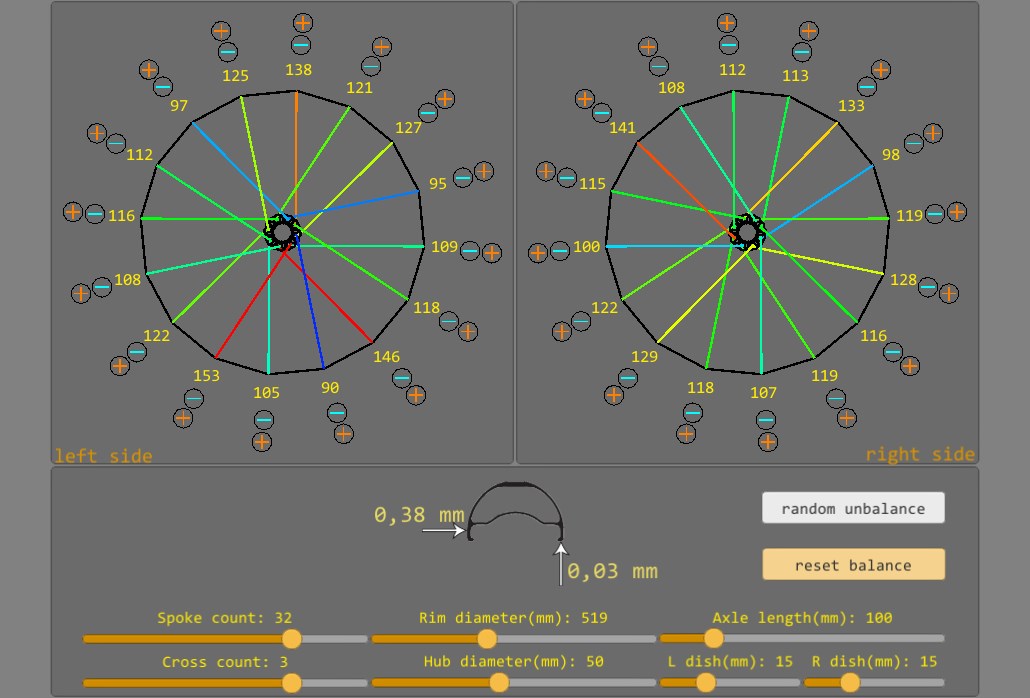 138
125
121
97
127
112
95
116
109
108
118
122
146
153
90
105
left side
112
108
113
141
133
115
98
100
119
122
128
129
116
118
119
107
right side
0,38 mm
0,03 mm
random unbalance
reset balance
Spoke count: 32
Rim diameter(mm): 519
Axle length(mm): 100
Cross count: 3
Hub diameter(mm): 50
L dish(mm): 15
R dish(mm): 15